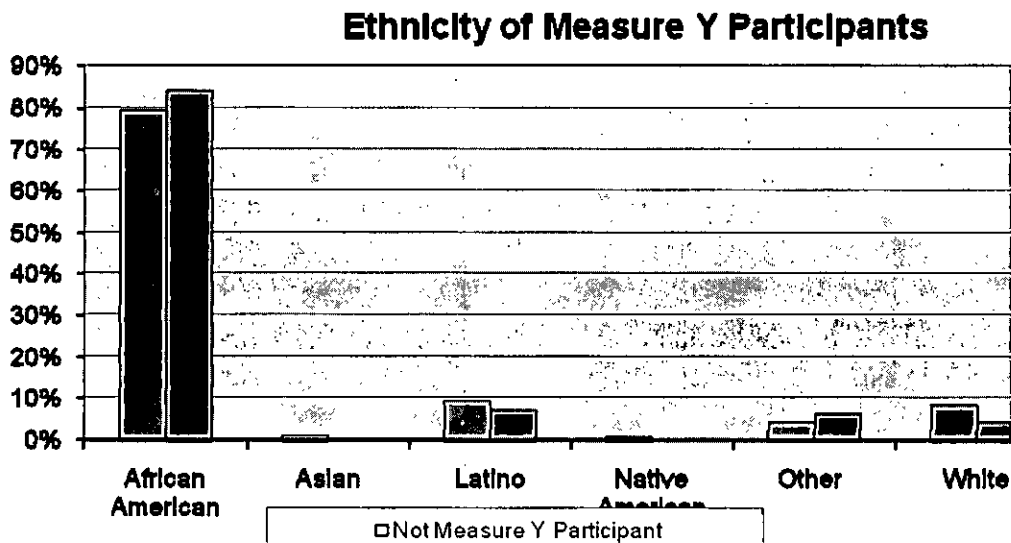 Ethnicity of Measure Y Participants
90%
80%
70%
60%
50%
40%
30%
20%
10%
0%
African American
Asian
Latino
Native American
Other
White
□Not Measure Y Participant